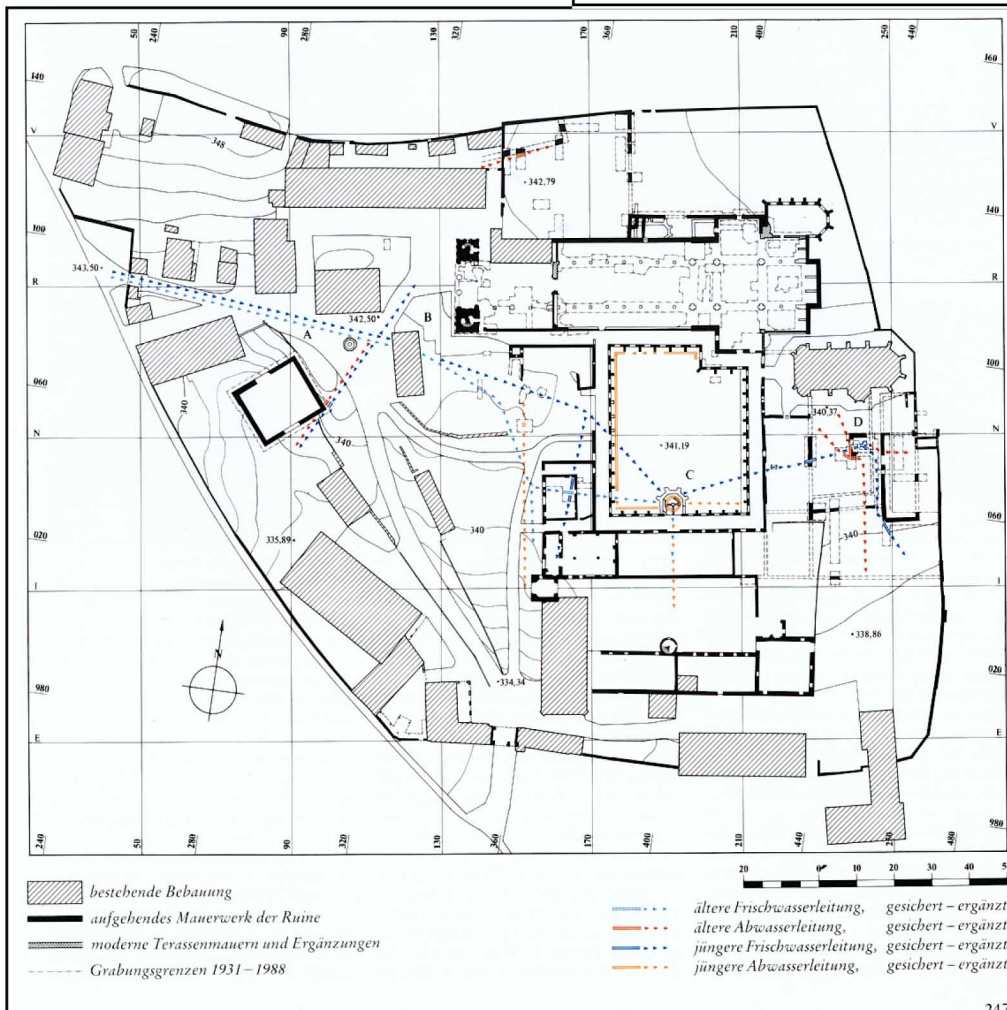 50 240 90 280 130 320 170 360 210 400 250 440
140 160
V V
348
342,79
140
100
343,50
R R
342,50
B
A
100
060
340
340,37
D
N N
340
341,19
C
060
340
340
020
335,89
I I
338,86
N
020
980
334,34
E E
980
240 50 280 90 320 130 360 170 400 210 440 250 480
20 0 10 20 30 40 50
bestehende Bebauung
aufgehendes Mauerwerk der Ruine
moderne Terassenmauern und Ergänzungen
Grabungsgrenzen 1931–1988
ältere Frischwasserleitung, gesichert – ergänzt
ältere Abwasserleitung, gesichert – ergänzt
jüngere Frischwasserleitung, gesichert – ergänzt
jüngere Abwasserleitung, gesichert – ergänzt
247